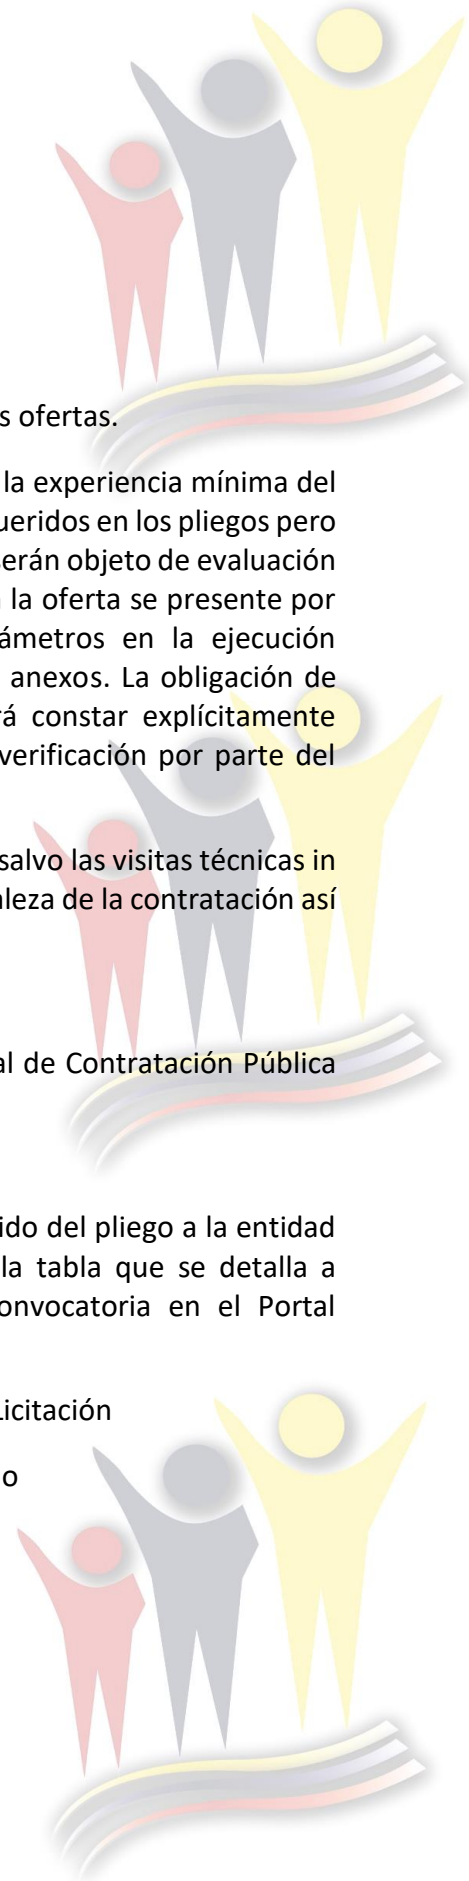 s ofertas.
la experiencia mínima del
ueridos en los pliegos pero
serán objeto de evaluación
la oferta se presente por
ámetros en la ejecución
anexos. La obligación de
rá constar explícitamente
verificación por parte del
salvo las visitas técnicas in
aleza de la contratación así
al de Contratación Pública
ido del pliego a la entidad
la tabla que se detalla a
onvocatoria en el Portal
Licitación
o